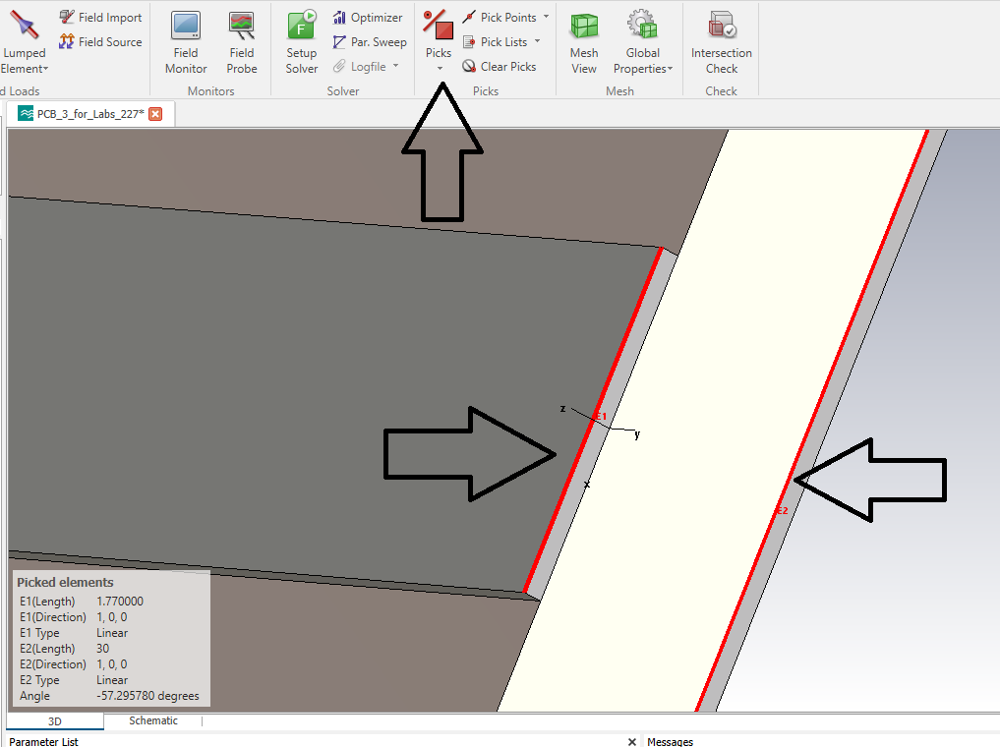 Lumped
Element
d Loads
Field Import
Field Source
Field
Monitor
Field
Probe
Monitors
Setup
Solver
Optimizer
Par. Sweep
Logfile
Solver
Picks
Pick Points
Pick Lists
Clear Picks
Picks
Mesh
View
Global
Properties
Mesh
Intersection
Check
Check
PCB_3_for_Labs_227*
z
E1
y
x
E2
Picked elements
E1(Length) 1.770000
E1(Direction) 1, 0, 0
E1 Type Linear
E2(Length) 30
E2(Direction) 1, 0, 0
E2 Type Linear
Angle -57.295780 degrees
3D Schematic
Parameter List
Messages